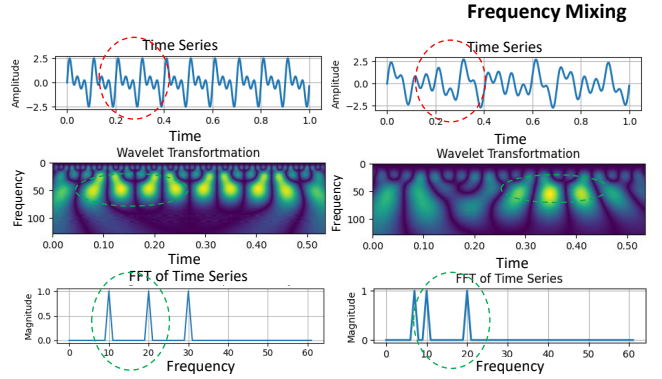 Frequency Mixing
Time Series
Amplitude
2.5
0.0
−2.5
0.0 0.2 0.4 0.6 0.8 1.0
Time
Time Series
Amplitude
2.5
0.0
−2.5
0.0 0.2 0.4 0.6 0.8 1.0
Time
Wavelet Transformation
Frequency
0
50
100
0.00 0.10 0.20 0.30 0.40 0.50
Time
Wavelet Transformation
Frequency
0
50
100
0.00 0.10 0.20 0.30 0.40 0.50
Time
FFT of Time Series
Magnitude
1.0
0.5
0.0
0 10 20 30 40 50 60
Frequency
FFT of Time Series
Magnitude
1
0
0 10 20 30 40 50 60
Frequency